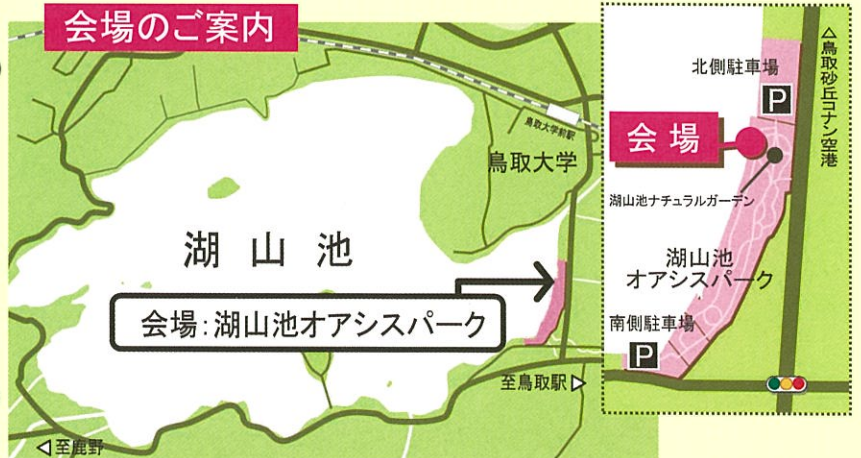 会場のご案内
鳥取大学前駅
鳥取大学
湖山池
会場:湖山池オアシスパーク
至鳥取駅▷
◁至鹿野
△鳥取砂丘コナン空港
北側駐車場
P
会場
湖山池ナチュラルガーデン
湖山池
オアシスパーク
南側駐車場
P